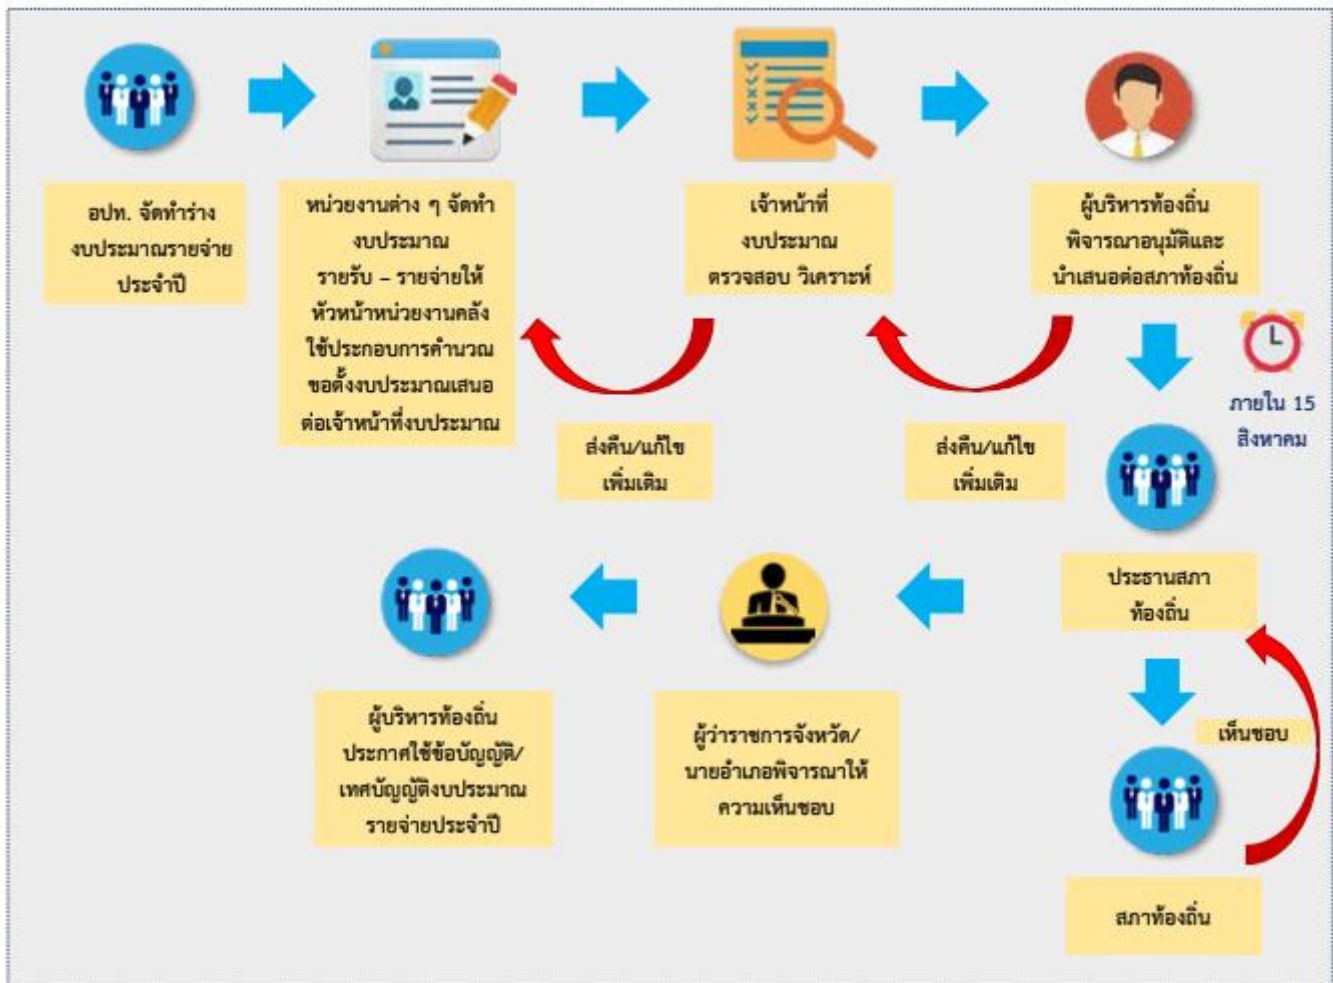 อปท. จัดทำร่าง
งบประมาณรายจ่าย
ประจำปี
หน่วยงานต่าง ๆ จัดทำ
งบประมาณ
รายรับ – รายจ่ายให้
หัวหน้าหน่วยงานคลัง
ใช้ประกอบการคำนวณ
ขอตั้งงบประมาณเสนอ
ต่อเจ้าหน้าที่งบประมาณ
เจ้าหน้าที่
งบประมาณ
ตรวจสอบ วิเคราะห์
ผู้บริหารท้องถิ่น
พิจารณาอนุมัติและ
นำเสนอต่อสภาท้องถิ่น
ภายใน 15
สิงหาคม
ส่งคืน/แก้ไข
เพิ่มเติม
ส่งคืน/แก้ไข
เพิ่มเติม
ประธานสภา
ท้องถิ่น
เห็นชอบ
สภาท้องถิ่น
ผู้ว่าราชการจังหวัด/
นายอำเภอพิจารณาให้
ความเห็นชอบ
ผู้บริหารท้องถิ่น
ประกาศใช้ข้อบัญญัติ/
เทศบัญญัติงบประมาณ
รายจ่ายประจำปี